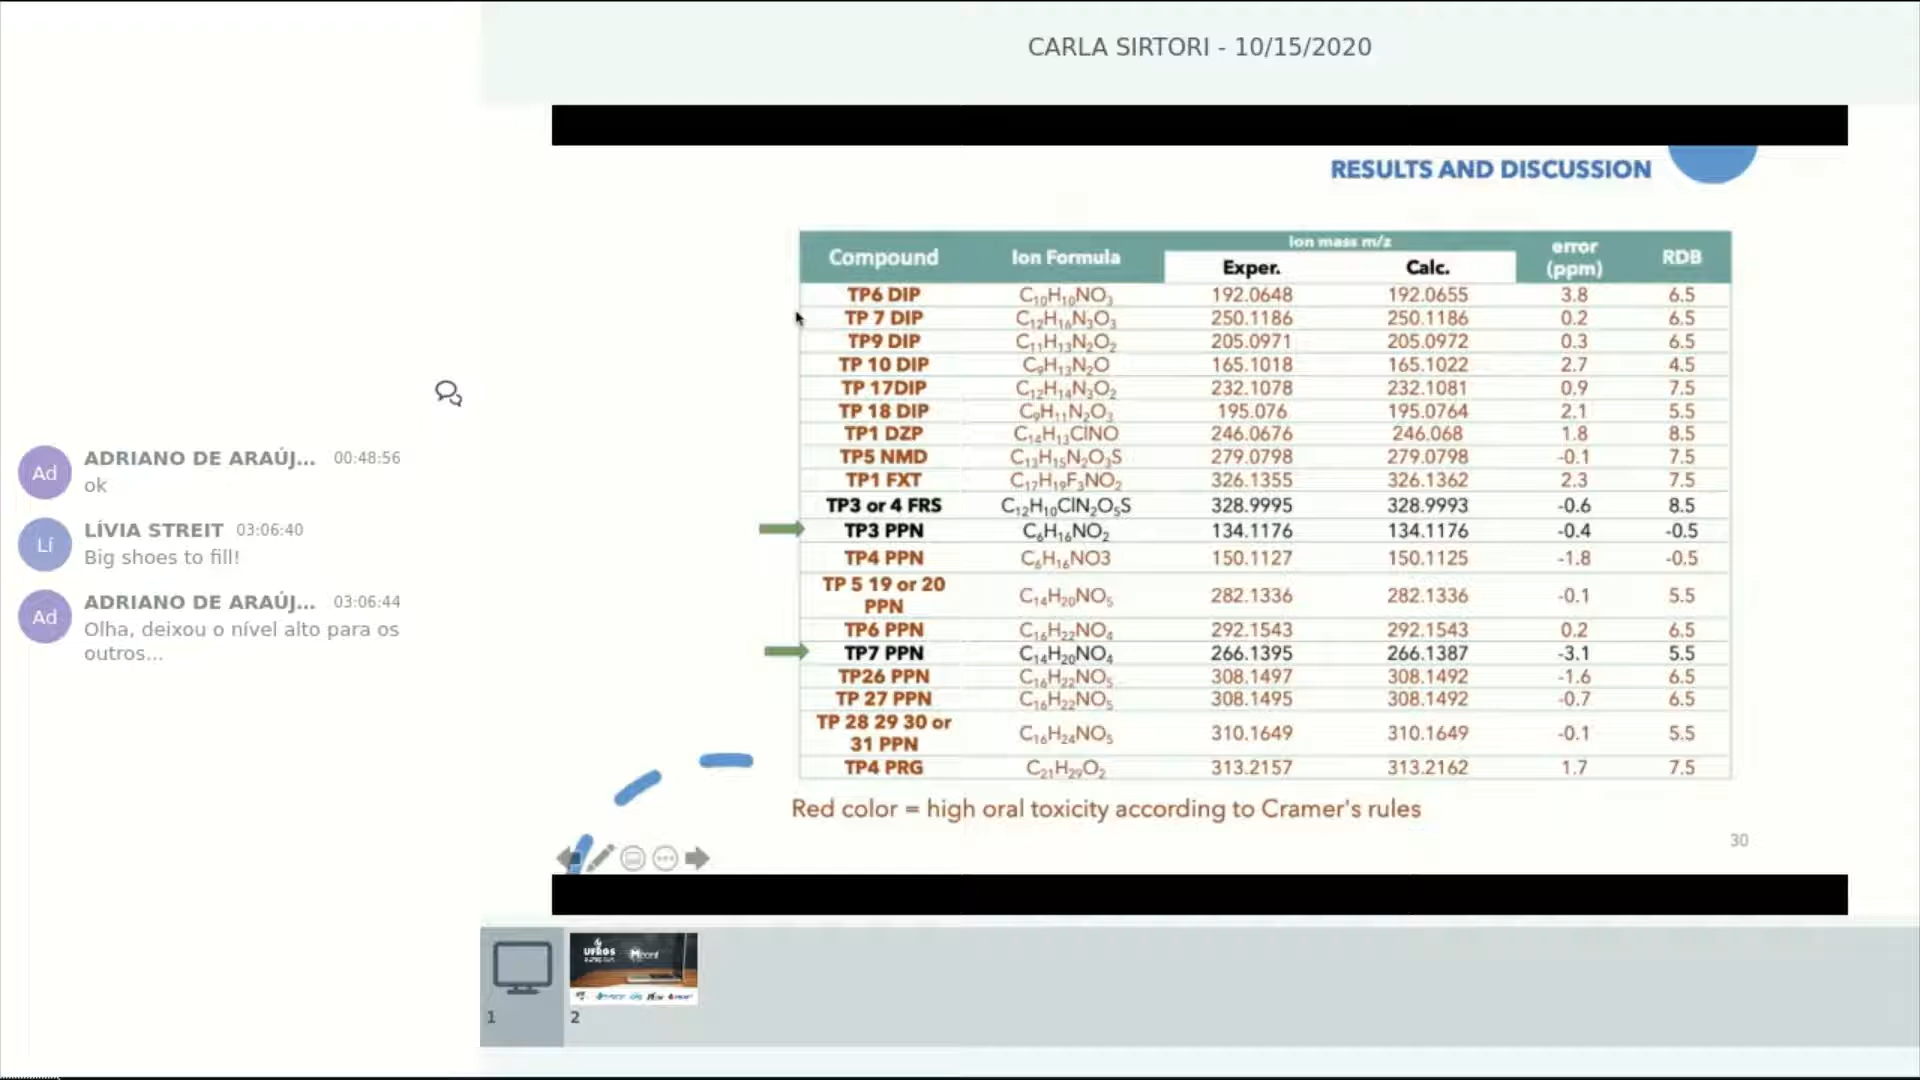 CARLA SIRTORI - 10/15/2020
Ad
ADRIANO DE ARAÚJ... 00:48:56
ok
Lí
LÍVIA STREIT 03:06:40
Big shoes to fill!
Ad
ADRIANO DE ARAÚJ... 03:06:44
Olha, deixou o nível alto para os
outros...
RESULTS AND DISCUSSION
Compound Ion Formula Ion mass m/z error (ppm) RDB
Exper. Calc.
TP6 DIP C₁₀H₁₀NO₃ 192.0648 192.0655 3.8 6.5
TP 7 DIP C₁₂H₁₆N₃O₃ 250.1186 250.1186 0.2 6.5
TP9 DIP C₁₁H₁₃N₂O₂ 205.0971 205.0972 0.3 6.5
TP 10 DIP C₉H₁₃N₂O 165.1018 165.1022 2.7 4.5
TP 17DIP C₁₂H₁₄N₃O₂ 232.1078 232.1081 0.9 7.5
TP 18 DIP C₉H₁₁N₂O₃ 195.076 195.0764 2.1 5.5
TP1 DZP C₁₄H₁₃ClNO 246.0676 246.068 1.8 8.5
TP5 NMD C₁₃H₁₅N₂O₃S 279.0798 279.0798 -0.1 7.5
TP1 FXT C₁₇H₁₉F₃NO₂ 326.1355 326.1362 2.3 7.5
TP3 or 4 FRS C₁₂H₁₀ClN₂O₅S 328.9995 328.9993 -0.6 8.5
TP3 PPN C₆H₁₆NO₂ 134.1176 134.1176 -0.4 -0.5
TP4 PPN C₆H₁₆NO3 150.1127 150.1125 -1.8 -0.5
TP 5 19 or 20
PPN C₁₄H₂₀NO₅ 282.1336 282.1336 -0.1 5.5
TP6 PPN C₁₆H₂₂NO₄ 292.1543 292.1543 0.2 6.5
TP7 PPN C₁₄H₂₀NO₄ 266.1395 266.1387 -3.1 5.5
TP26 PPN C₁₆H₂₂NO₅ 308.1497 308.1492 -1.6 6.5
TP 27 PPN C₁₆H₂₂NO₅ 308.1495 308.1492 -0.7 6.5
TP 28 29 30 or
31 PPN C₁₆H₂₄NO₅ 310.1649 310.1649 -0.1 5.5
TP4 PRG C₂₁H₂₉O₂ 313.2157 313.2162 1.7 7.5
Red color = high oral toxicity according to Cramer's rules
30
UFRGS
Mconf
1
2